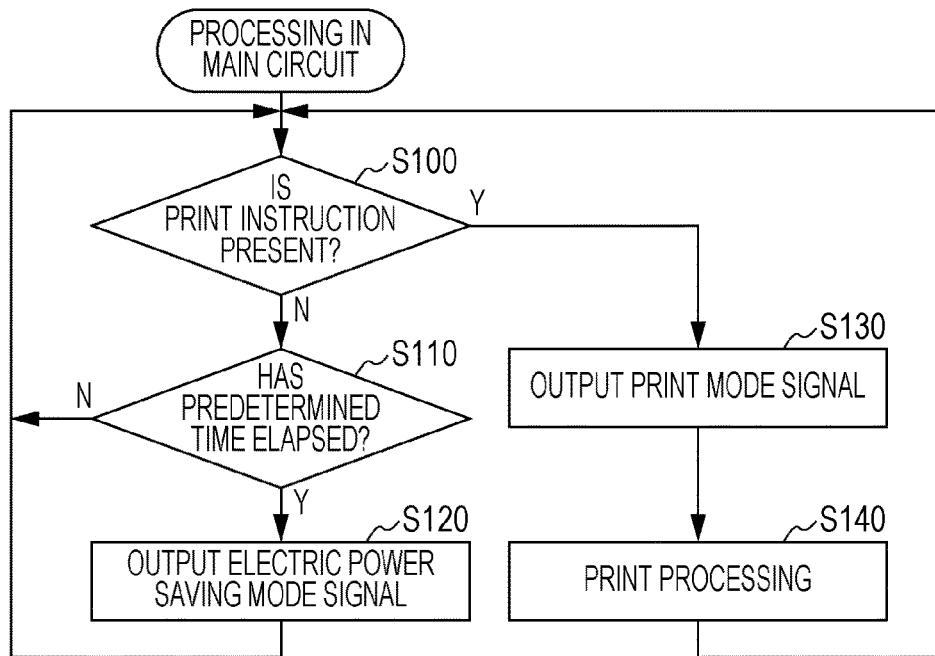 PROCESSING IN
MAIN CIRCUIT
S100
IS
PRINT INSTRUCTION
PRESENT?
Y
N
S110
HAS
PREDETERMINED
TIME ELAPSED?
N
Y
S120
OUTPUT ELECTRIC POWER
SAVING MODE SIGNAL
S130
OUTPUT PRINT MODE SIGNAL
S140
PRINT PROCESSING